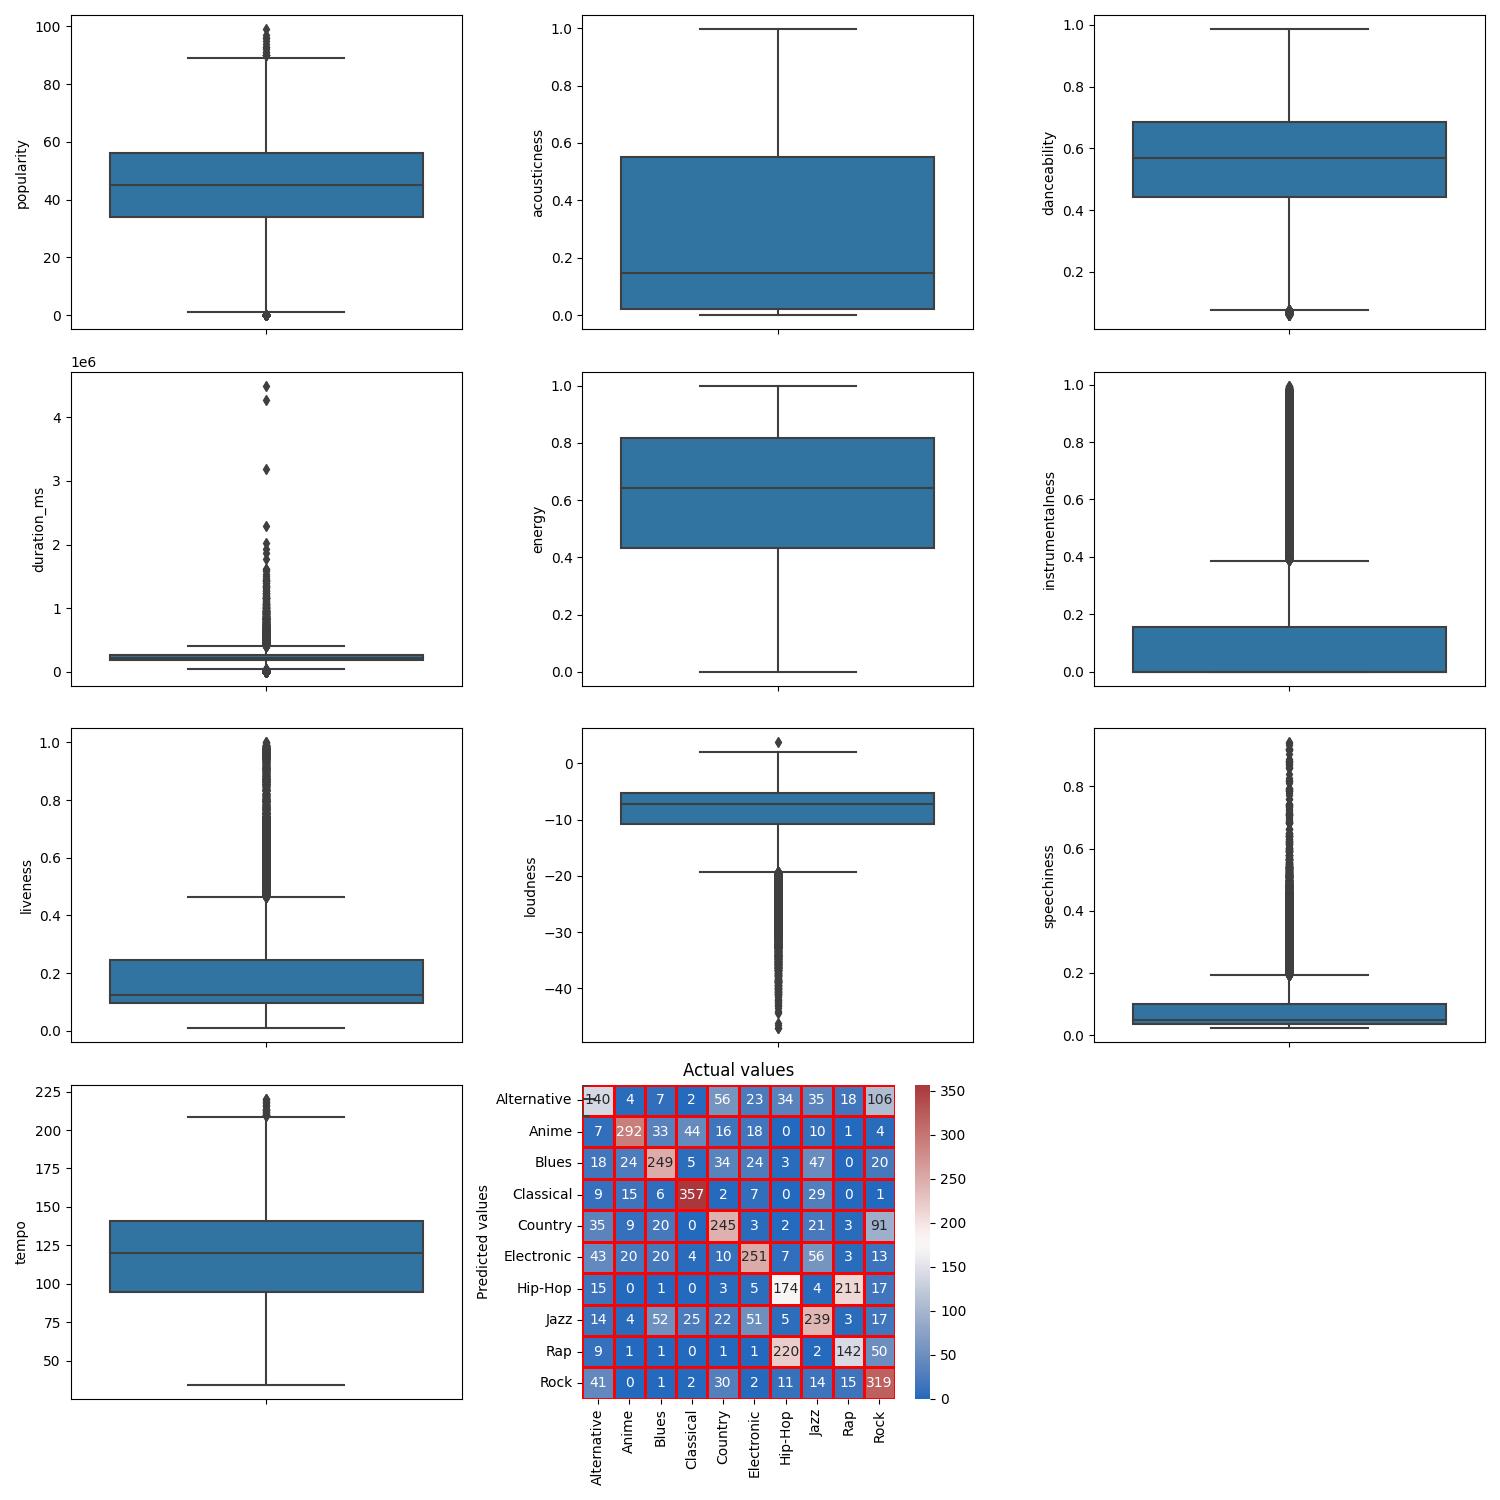 popularity
100
80
60
40
20
0
acousticness
1.0
0.8
0.6
0.4
0.2
0.0
danceability
1.0
0.8
0.6
0.4
0.2
1e6
duration_ms
4
3
2
1
0
energy
1.0
0.8
0.6
0.4
0.2
0.0
instrumentalness
1.0
0.8
0.6
0.4
0.2
0.0
liveness
1.0
0.8
0.6
0.4
0.2
0.0
loudness
0
−10
−20
−30
−40
speechiness
0.8
0.6
0.4
0.2
0.0
tempo
225
200
175
150
125
100
75
50
Actual values
Predicted values
Alternative 140 4 7 2 56 23 34 35 18 106
Anime 7 292 33 44 16 18 0 10 1 4
Blues 18 24 249 5 34 24 3 47 0 20
Classical 9 15 6 357 2 7 0 29 0 1
Country 35 9 20 0 245 3 2 21 3 91
Electronic 43 20 20 4 10 251 7 56 3 13
Hip-Hop 15 0 1 0 3 5 174 4 211 17
Jazz 14 4 52 25 22 51 5 239 3 17
Rap 9 1 1 0 1 1 220 2 142 50
Rock 41 0 1 2 30 2 11 14 15 319
Alternative Anime Blues Classical Country Electronic Hip-Hop Jazz Rap Rock
350
300
250
200
150
100
50
0